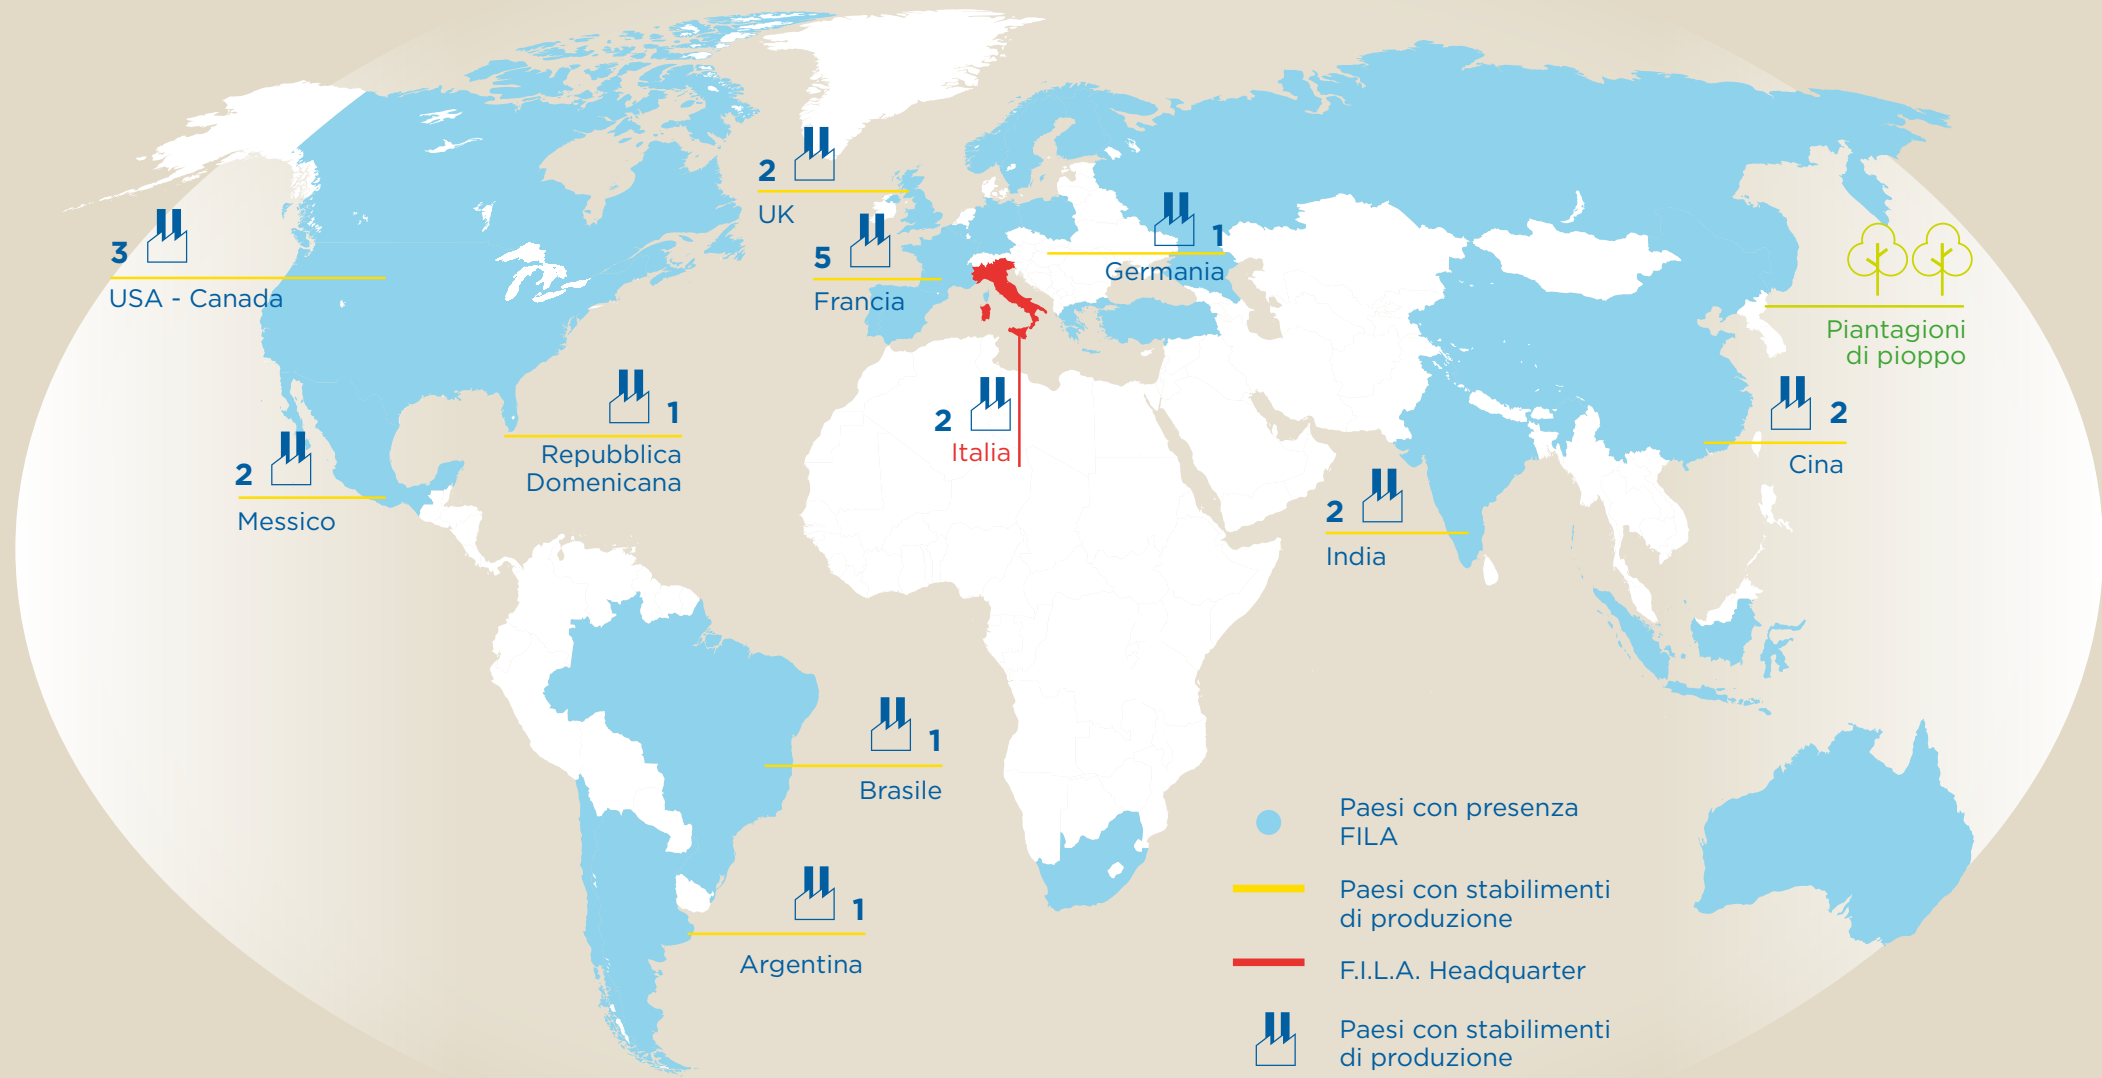 2
UK
3
USA - Canada
5
Francia
1
Germania
Piantagioni
di pioppo
1
Repubblica
Domenicana
2
Italia
2
Cina
2
Messico
2
India
1
Brasile
1
Argentina
Paesi con presenza
FILA
Paesi con stabilimenti
di produzione
F.I.L.A. Headquarter
Paesi con stabilimenti
di produzione